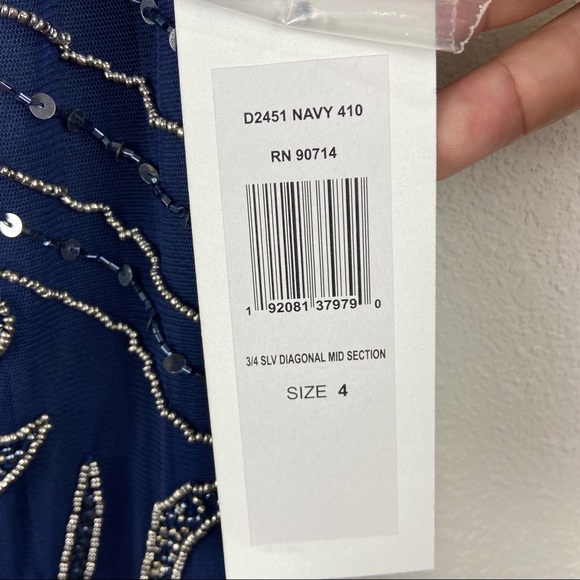 D2451 NAVY 410
RN 90714
1 92081 37979 0
3/4 SLV DIAGONAL MID SECTION
SIZE 4